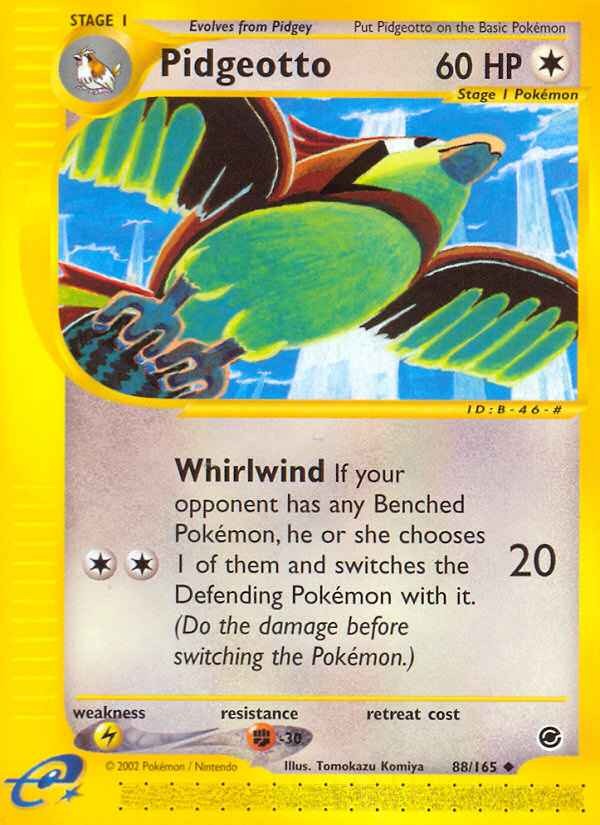 STAGE 1
Evolves from Pidgey
Put Pidgeotto on the Basic Pokémon
Pidgeotto
60 HP
Stage 1 Pokémon
ID:B-46-#
Whirlwind If your
opponent has any Benched
Pokémon, he or she chooses
1 of them and switches the
Defending Pokémon with it.
(Do the damage before
switching the Pokémon.)
20
weakness
resistance
retreat cost
-30
© 2002 Pokémon / Nintendo
Illus. Tomokazu Komiya
88/165
e